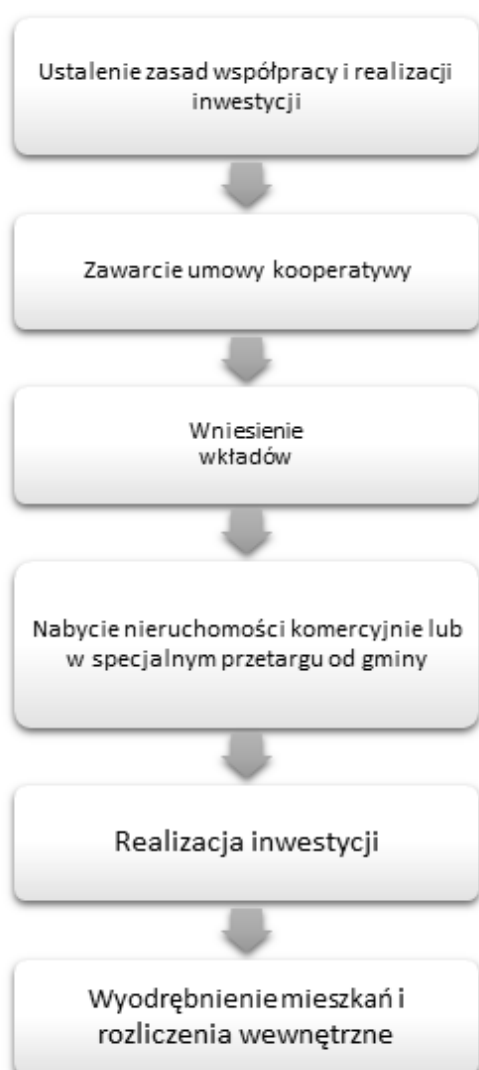 Ustalenie zasad współpracy i realizacji
inwestycji
Zawarcie umowy kooperatywy
Wniesienie
wkładów
Nabycie nieruchomości komercyjnie lub
w specjalnym przetargu od gminy
Realizacja inwestycji
Wyodrębnienie mieszkań i
rozliczenia wewnętrzne